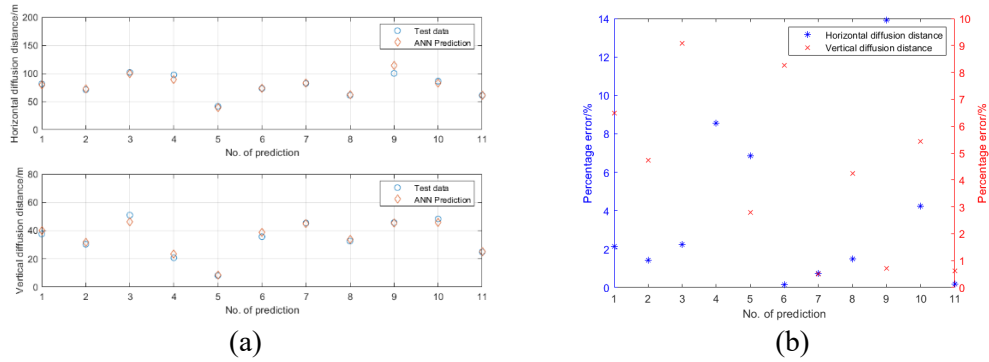 200
150
100
50
0
Horizontal diffusion distance/m
Test data
ANN Prediction
1 2 3 4 5 6 7 8 9 10 11
No. of prediction
80
60
40
20
0
Vertical diffusion distance/m
Test data
ANN Prediction
1 2 3 4 5 6 7 8 9 10 11
No. of prediction
(a)
14
12
10
8
6
4
2
0
Percentage error/%
Horizontal diffusion distance
Vertical diffusion distance
10
9
8
7
6
5
4
3
2
1
0
Percentage error/%
1 2 3 4 5 6 7 8 9 10 11
No. of prediction
(b)